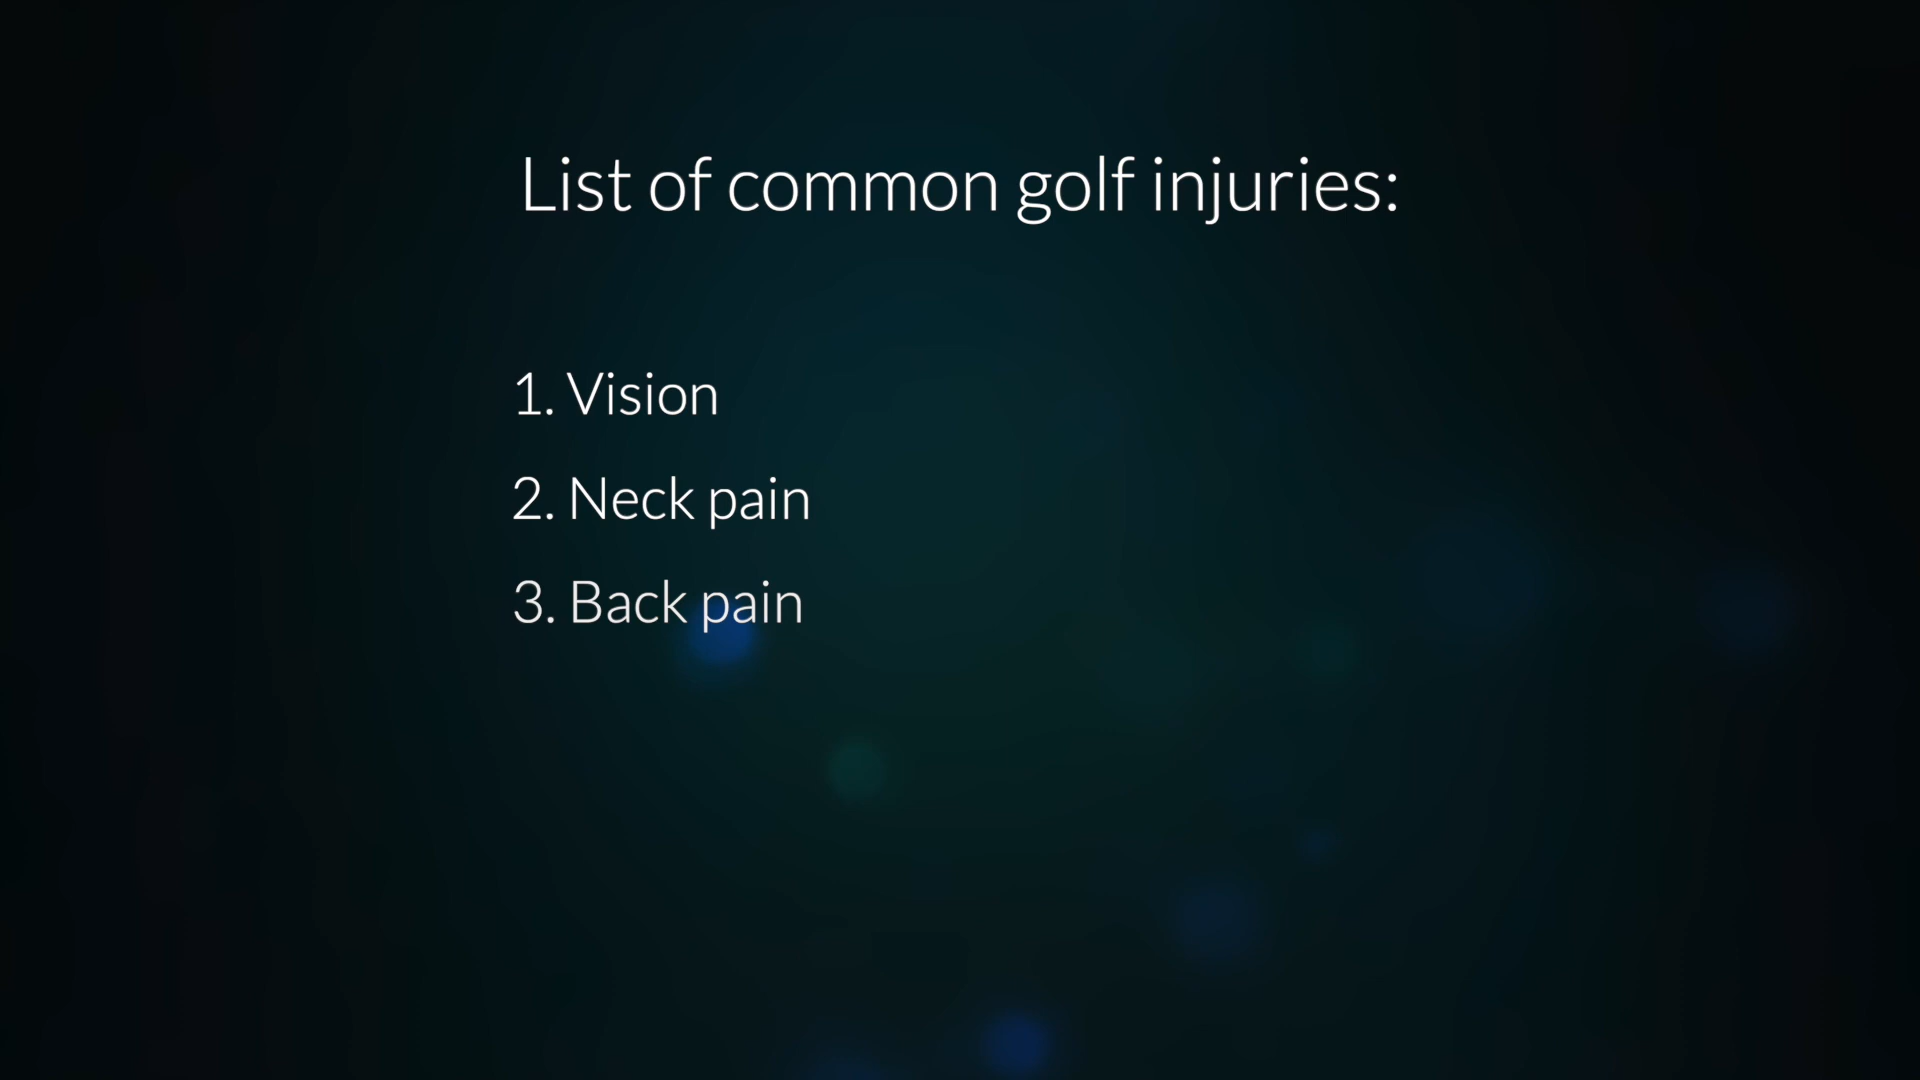 List of common golf injuries:
1. Vision
2. Neck pain
3. Back pain